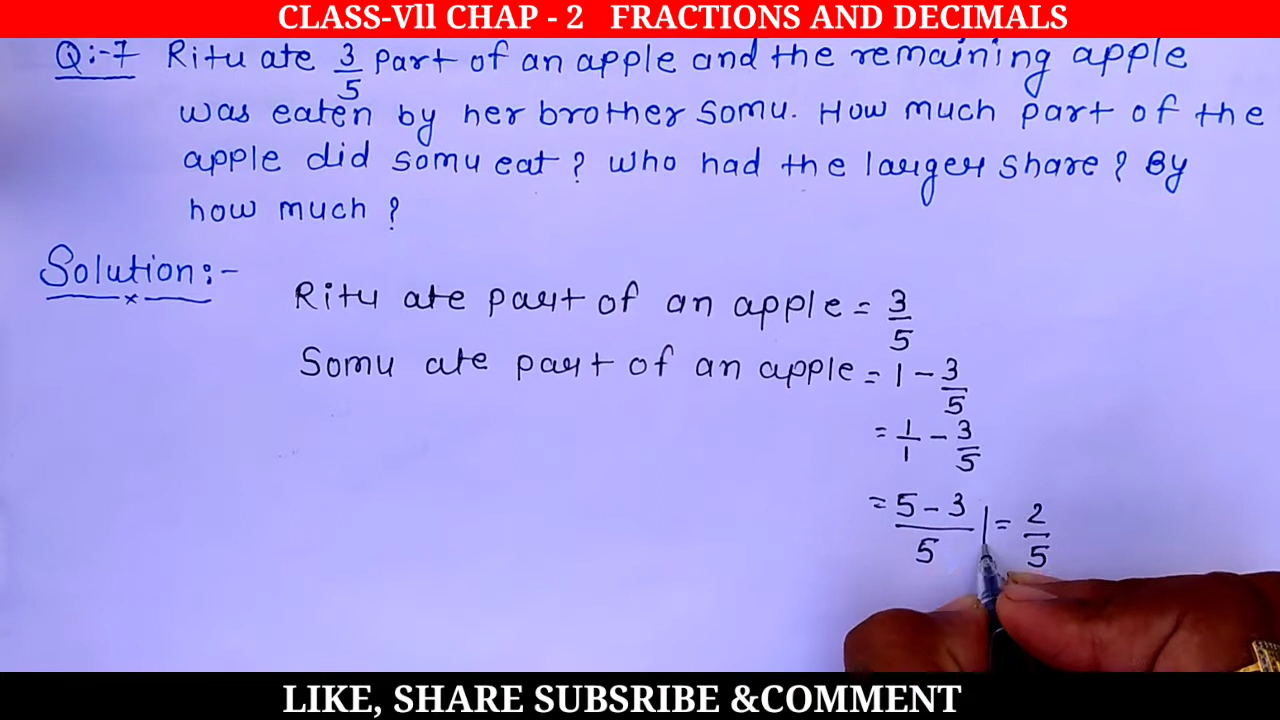 CLASS-Vll CHAP - 2 FRACTIONS AND DECIMALS
Q:-7 Ritu ate 3/5 part of an apple and the remaining apple
was eaten by her brother Somu. How much part of the
apple did somu eat? Who had the larger share? By
how much?
Solution:-
Ritu ate part of an apple = 3/5
Somu ate part of an apple = 1 - 3/5
= 1/1 - 3/5
= 5-3/5 | = 2/5
LIKE, SHARE SUBSRIBE &COMMENT